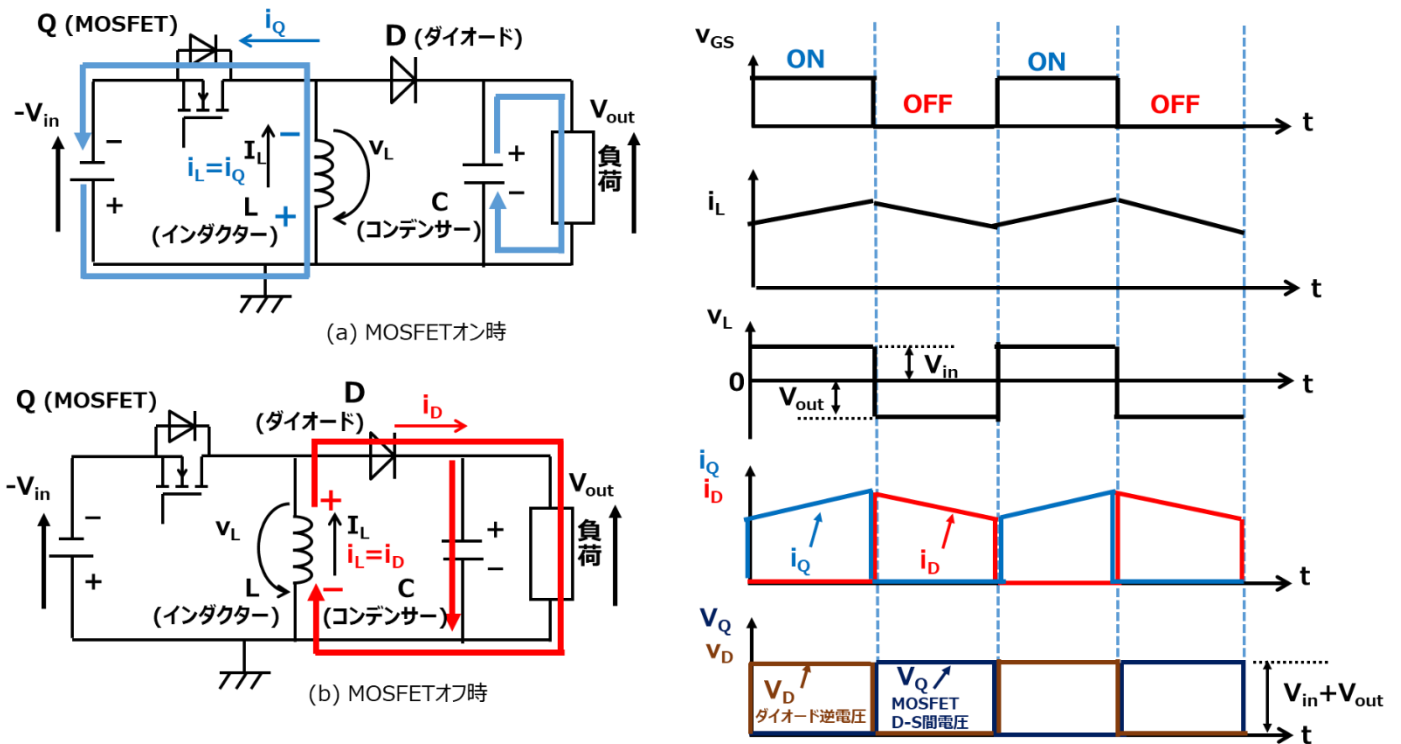 Q (MOSFET)
iQ
D (ダイオード)
-Vin
−
+
iL=iQ
IL
−
+
vL
L
(インダクター)
C
(コンデンサー)
+
−
Vout
負荷
(a) MOSFETオン時
Q (MOSFET)
D
(ダイオード)
iD
-Vin
−
+
vL
+
IL
iL=iD
−
L
(インダクター)
C
(コンデンサー)
+
−
Vout
負荷
(b) MOSFETオフ時
vGS
ON
OFF
ON
OFF
t
iL
t
vL
0
Vin
Vout
t
iQ
iD
iQ
iD
t
VQ
vD
VD
ダイオード逆電圧
VQ
MOSFET
D-S間電圧
Vin+Vout
t